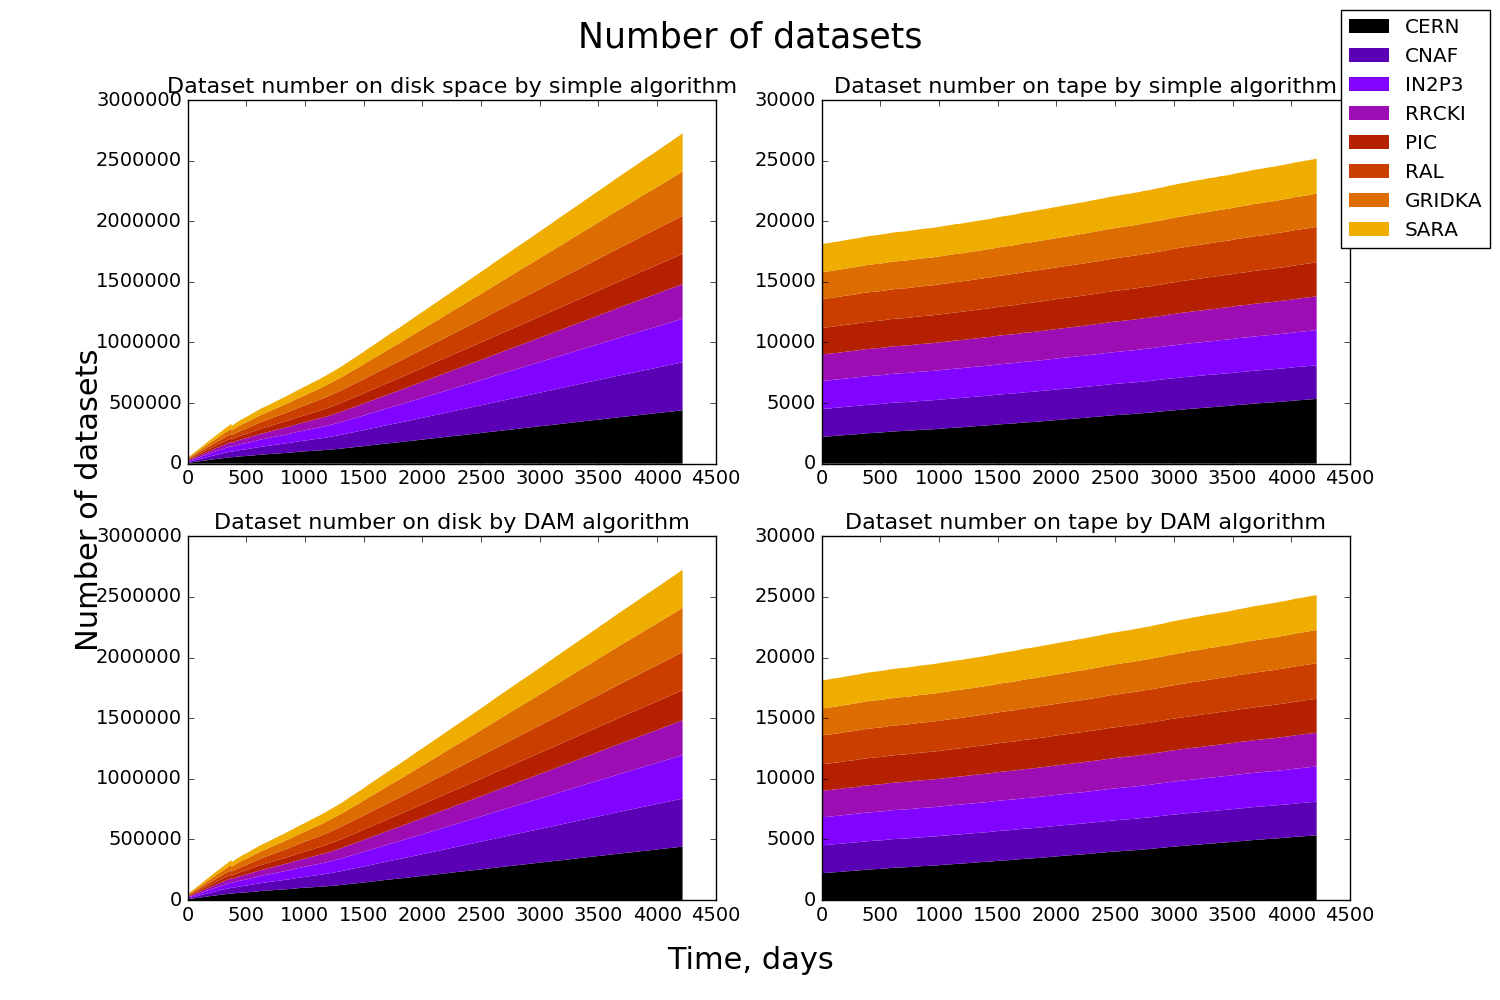 Number of datasets
CERN
CNAF
IN2P3
RRCKI
PIC
RAL
GRIDKA
SARA
Dataset number on disk space by simple algorithm
3000000
2500000
2000000
1500000
1000000
500000
0
0 500 1000 1500 2000 2500 3000 3500 4000 4500
Dataset number on tape by simple algorithm
30000
25000
20000
15000
10000
5000
0
0 500 1000 1500 2000 2500 3000 3500 4000 4500
Number of datasets
Dataset number on disk by DAM algorithm
3000000
2500000
2000000
1500000
1000000
500000
0
0 500 1000 1500 2000 2500 3000 3500 4000 4500
Dataset number on tape by DAM algorithm
30000
25000
20000
15000
10000
5000
0
0 500 1000 1500 2000 2500 3000 3500 4000 4500
Time, days